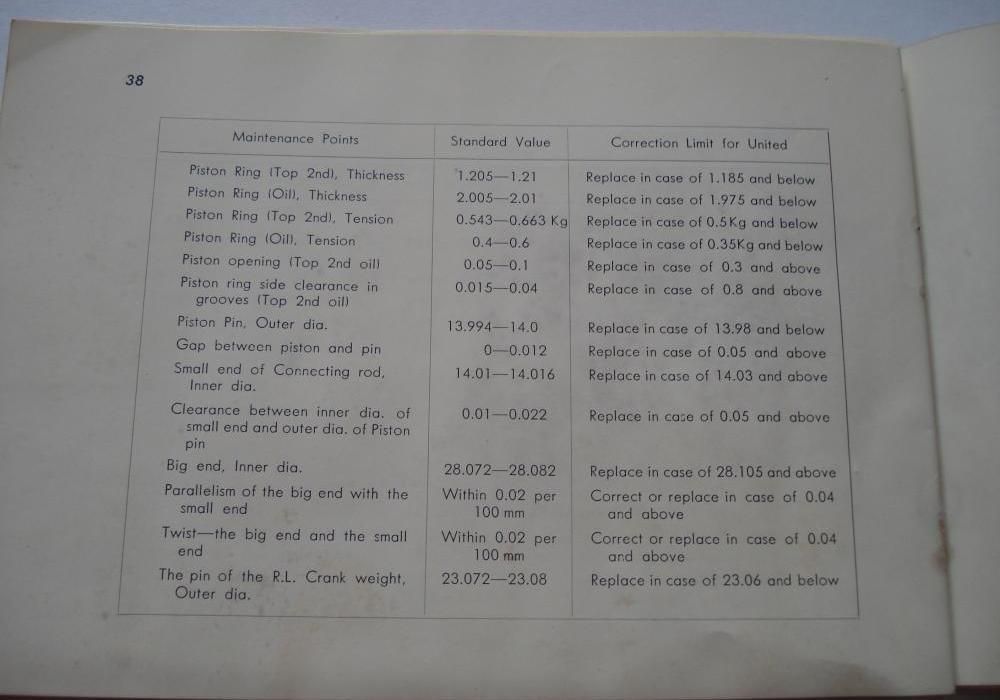 38
Maintenance Points Standard Value Correction Limit for United
Piston Ring (Top 2nd), Thickness 1.205—1.21 Replace in case of 1.185 and below
Piston Ring (Oil), Thickness 2.005—2.01 Replace in case of 1.975 and below
Piston Ring (Top 2nd), Tension 0.543—0.663 Kg Replace in case of 0.5Kg and below
Piston Ring (Oil), Tension 0.4—0.6 Replace in case of 0.35Kg and below
Piston opening (Top 2nd oil) 0.05—0.1 Replace in case of 0.3 and above
Piston ring side clearance in 0.015—0.04 Replace in case of 0.8 and above
grooves (Top 2nd oil)
Piston Pin, Outer dia. 13.994—14.0 Replace in case of 13.98 and below
Gap between piston and pin 0—0.012 Replace in case of 0.05 and above
Small end of Connecting rod, 14.01—14.016 Replace in case of 14.03 and above
Inner dia.
Clearance between inner dia. of 0.01—0.022 Replace in case of 0.05 and above
small end and outer dia. of Piston
pin
Big end, Inner dia. 28.072—28.082 Replace in case of 28.105 and above
Parallelism of the big end with the Within 0.02 per Correct or replace in case of 0.04
small end 100 mm and above
Twist—the big end and the small Within 0.02 per Correct or replace in case of 0.04
end 100 mm and above
The pin of the R.L. Crank weight, 23.072—23.08 Replace in case of 23.06 and below
Outer dia.